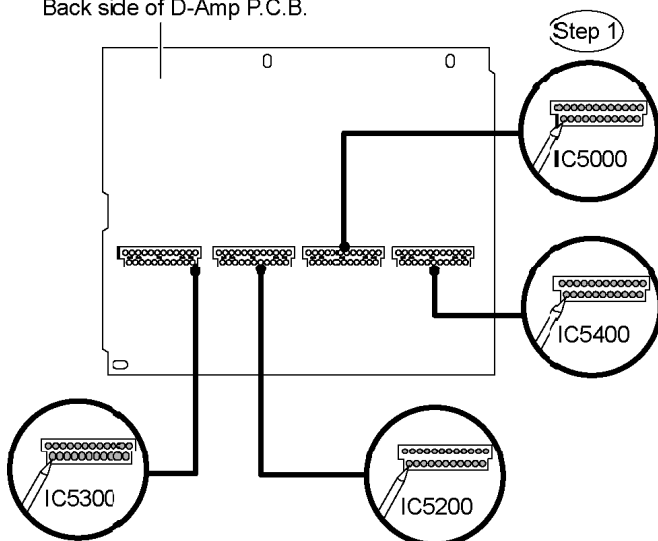 Back side of D-Amp P.C.B.
Step 1
IC5000
IC5400
IC5300
IC5200